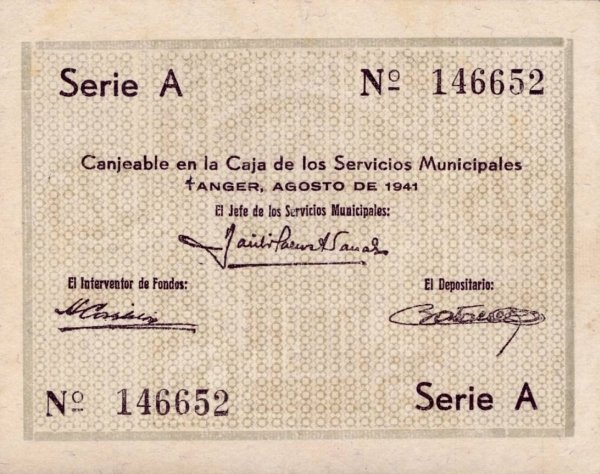 Serie A Nº 146652
Canjeable en la Caja de los Servicios Municipales
TANGER, AGOSTO DE 1941
El Jefe de los Servicios Municipales:
El Interventor de Fondos: El Depositario:
Nº 146652 Serie A